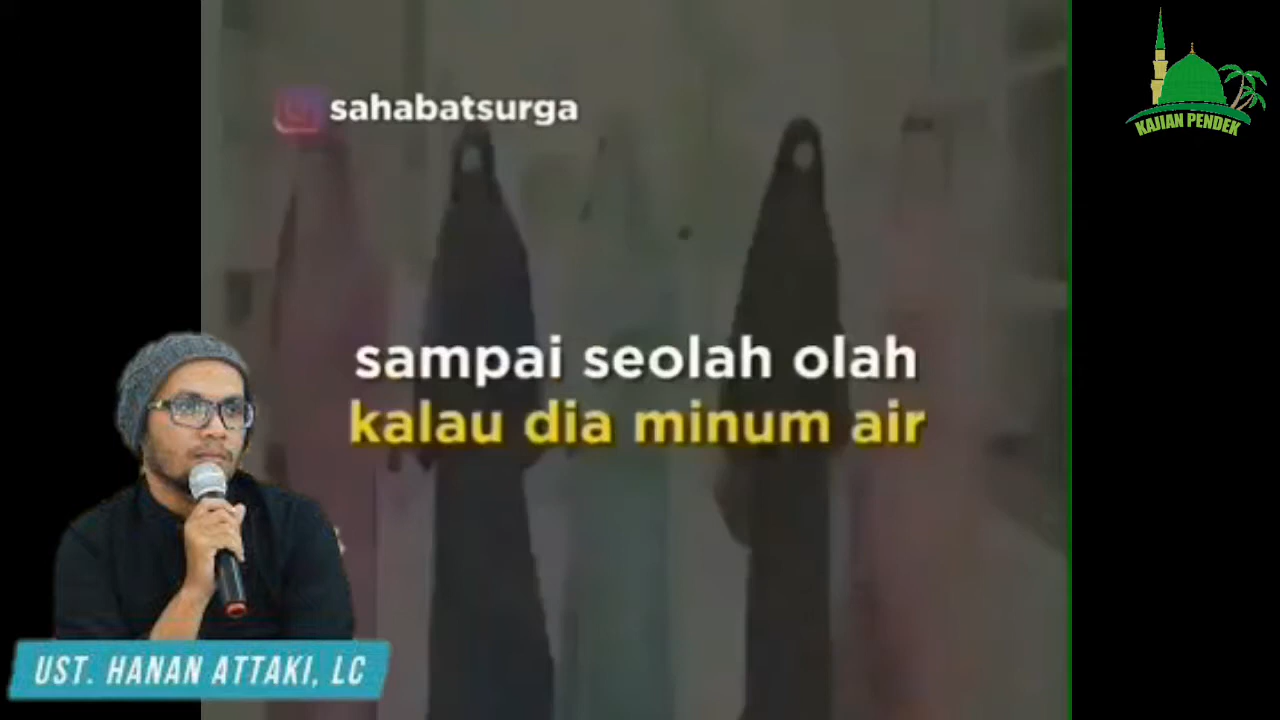 sahabatsurga
KAJIAN PENDEK
sampai seolah olah
kalau dia minum air
UST. HANAN ATTAKI, LC